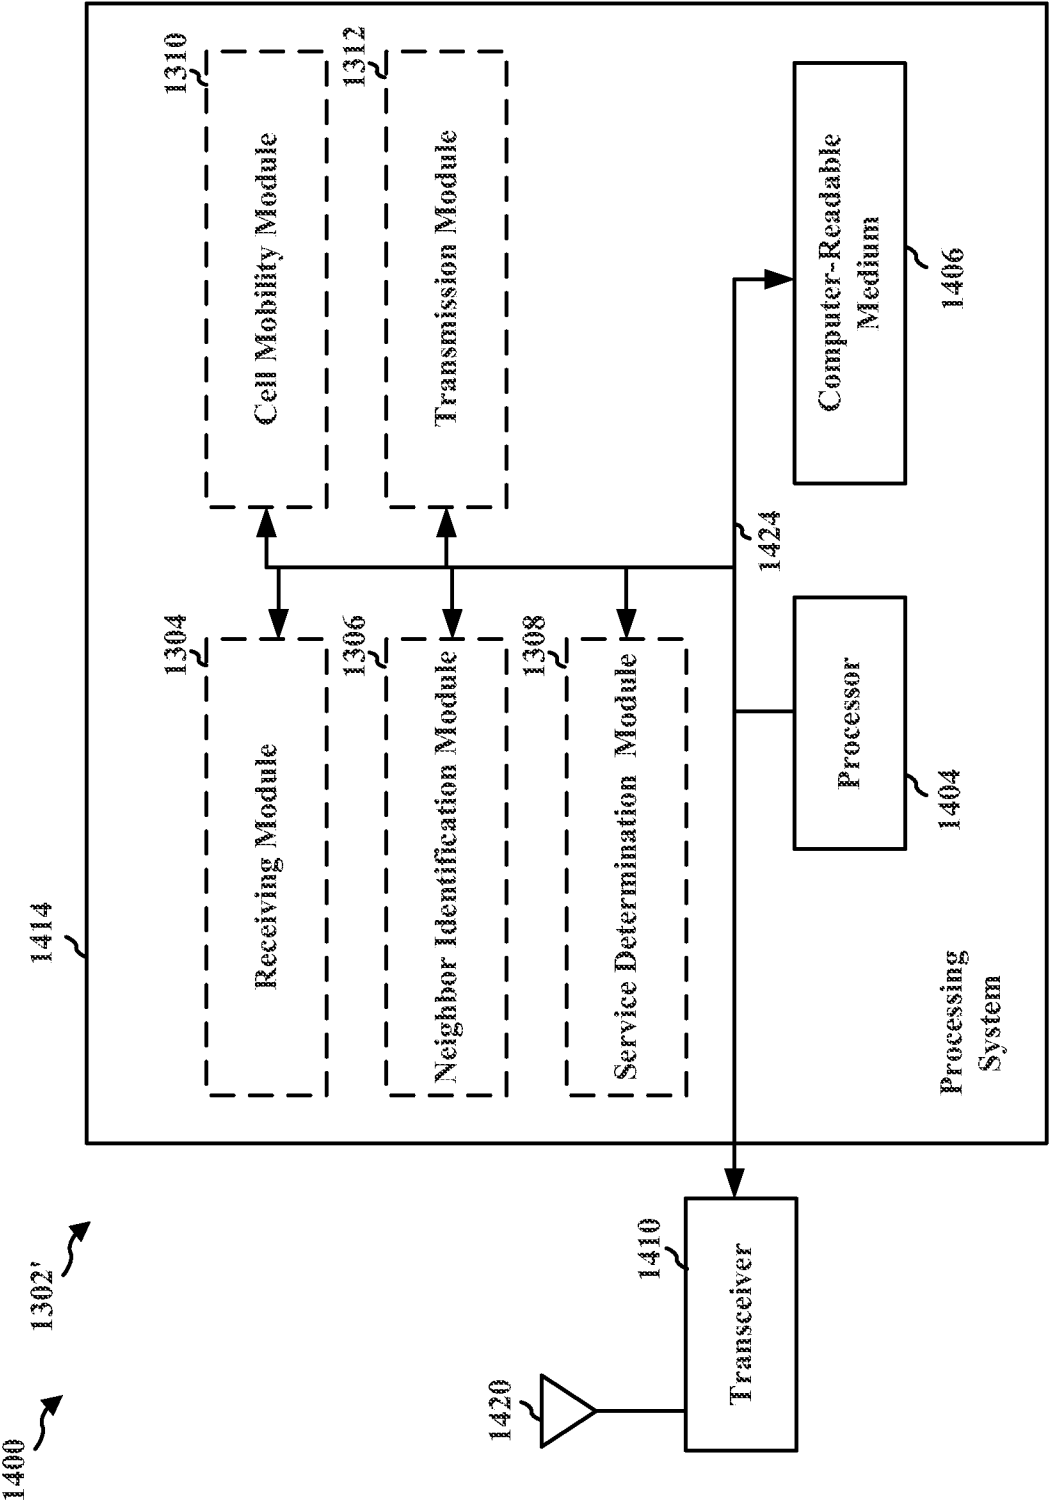 1400
1302'
1414
1304
Receiving Module
1310
Cell Mobility Module
1306
Neighbor Identification Module
1312
Transmission Module
1308
Service Determination Module
1424
1420
1410
Transceiver
Processor
1404
Computer-Readable
Medium
1406
Processing
System